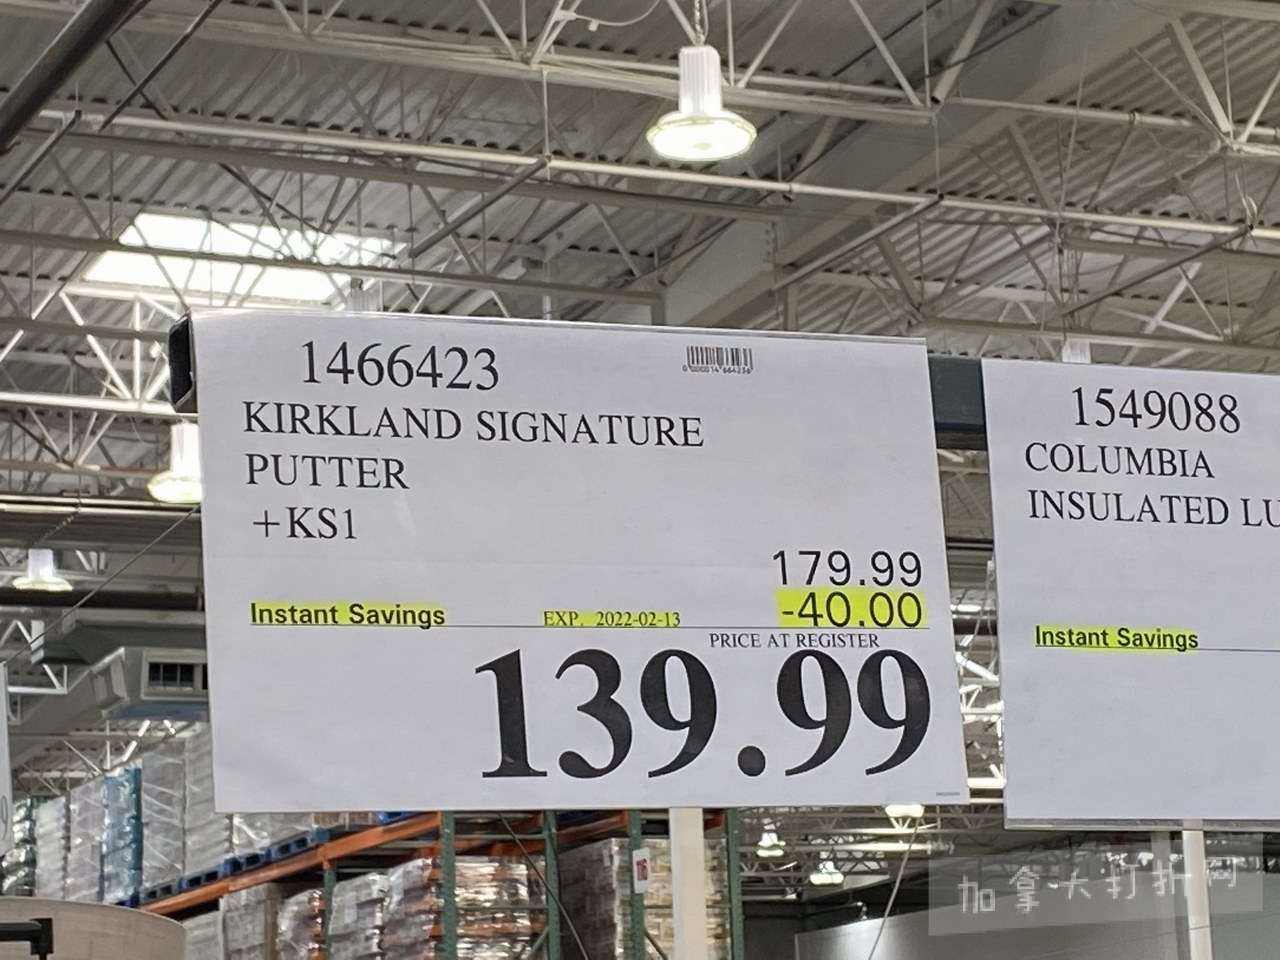 1466423
KIRKLAND SIGNATURE
PUTTER
+KS1
179.99
Instant Savings EXP. 2022-02-13 -40.00
PRICE AT REGISTER
139.99
1549088
COLUMBIA
INSULATED LU
Instant Savings
加拿大打折网